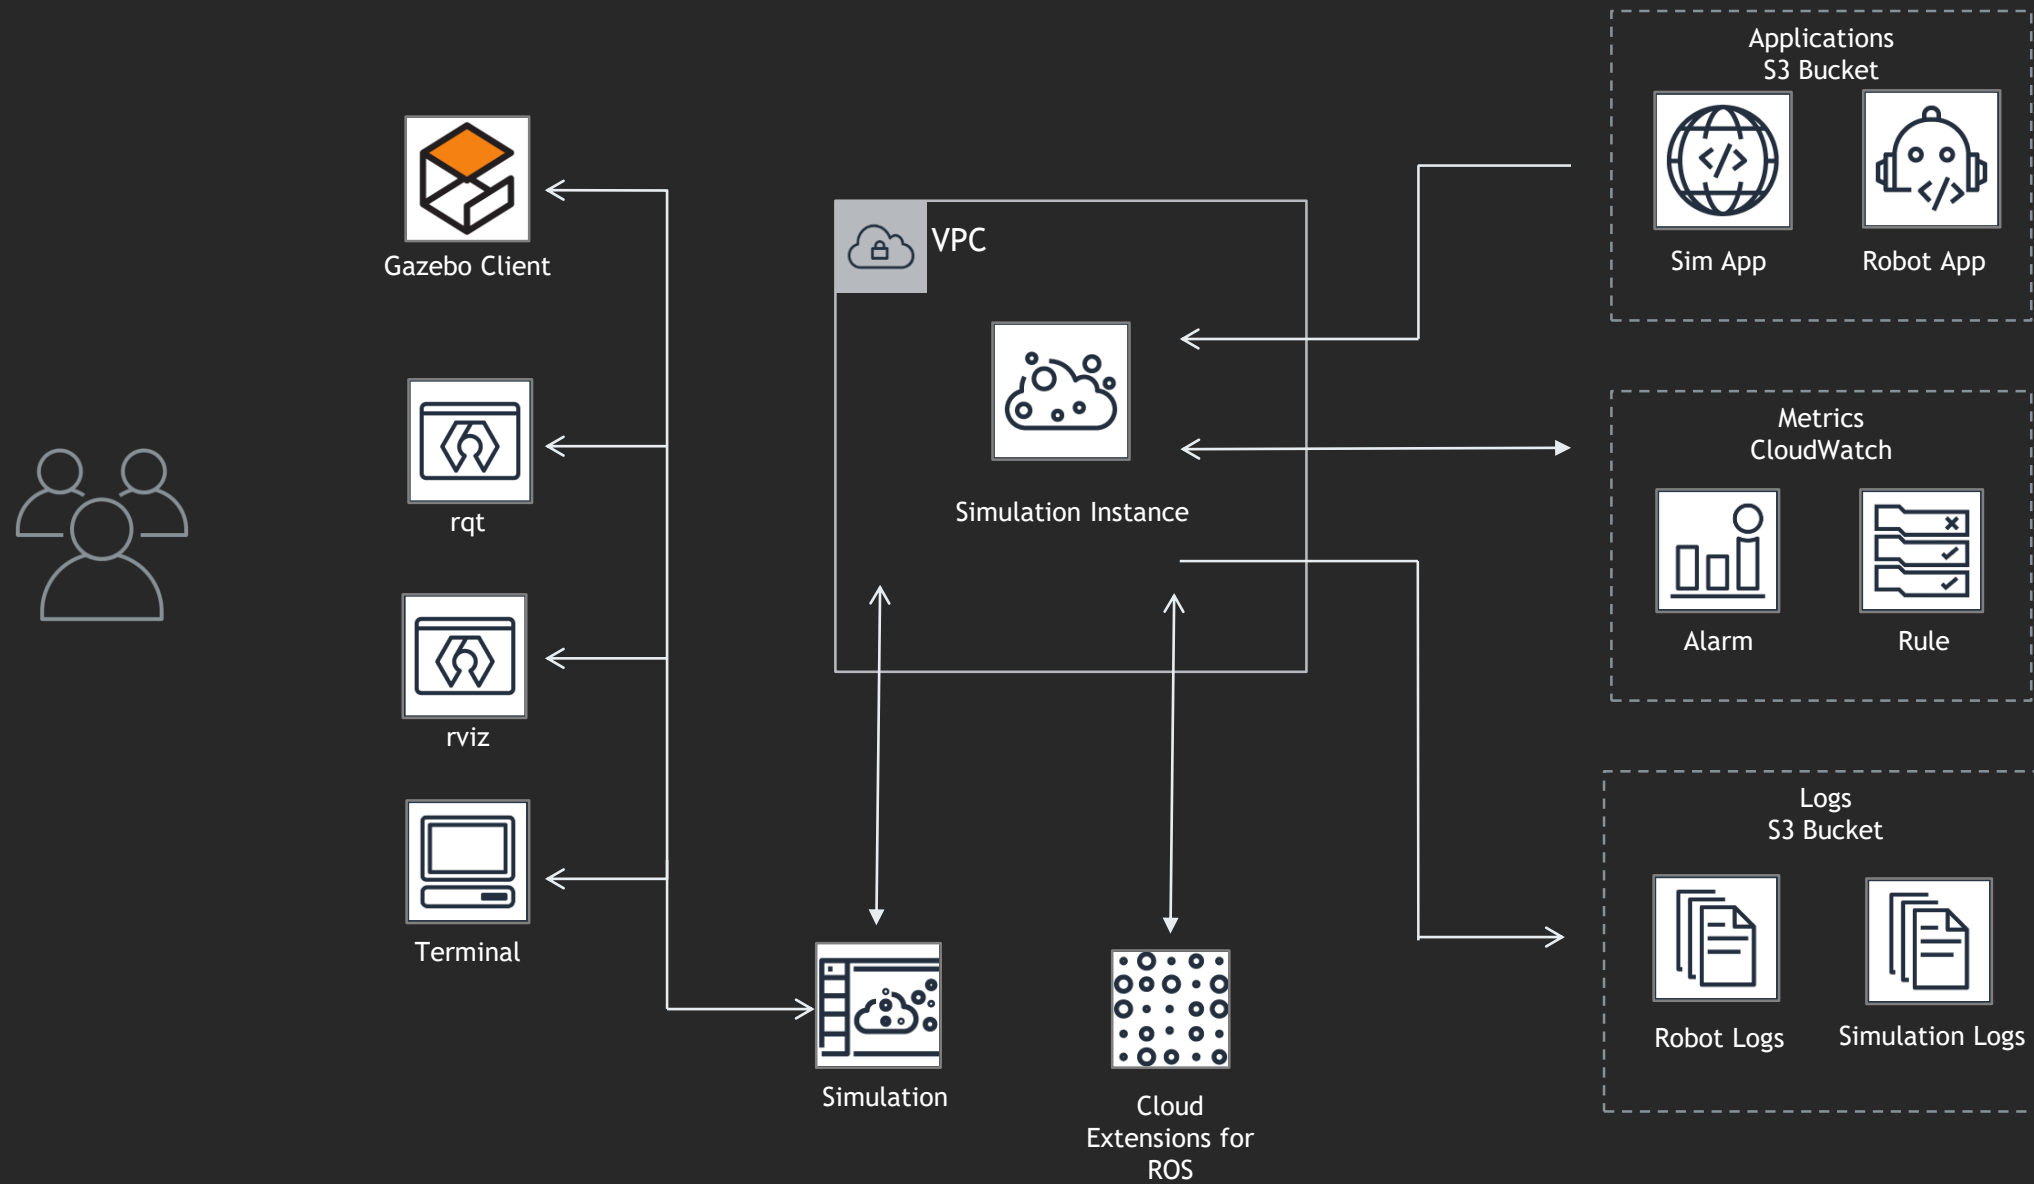 Applications
S3 Bucket
Sim App
Robot App
Gazebo Client
VPC
Simulation Instance
rqt
Metrics
CloudWatch
Alarm
Rule
rviz
Terminal
Logs
S3 Bucket
Robot Logs
Simulation Logs
Simulation
Cloud
Extensions for
ROS